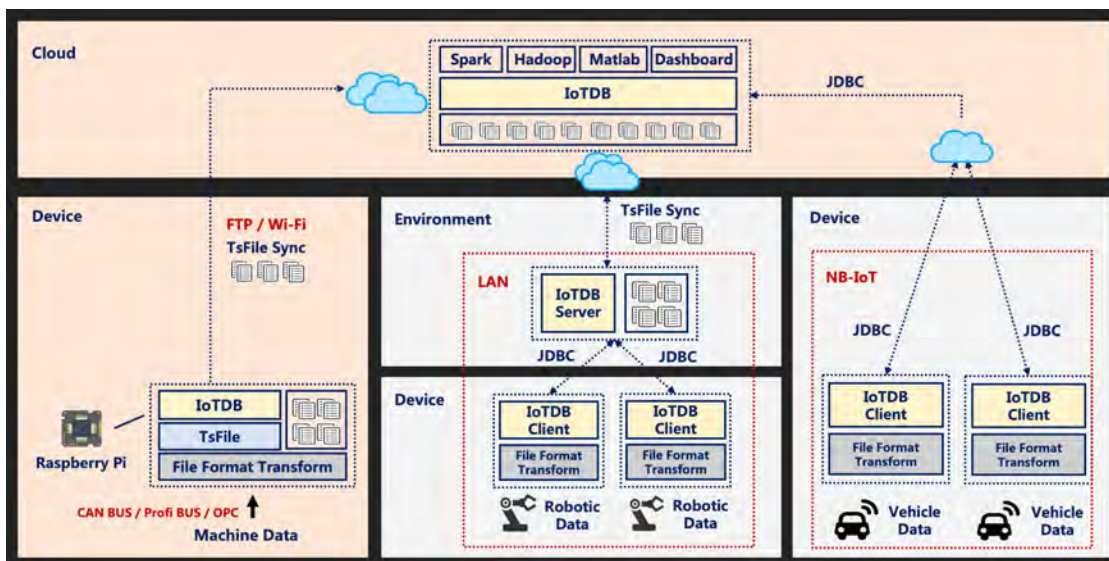 Cloud
Spark
Hadoop
Matlab
Dashboard
IoTDB
JDBC
Device
FTP / Wi-Fi
TsFile Sync
IoTDB
TsFile
File Format Transform
Raspberry Pi
CAN BUS / Profi BUS / OPC
Machine Data
Environment
TsFile Sync
LAN
IoTDB
Server
JDBC
JDBC
Device
IoTDB
Client
File Format
Transform
Robotic
Data
IoTDB
Client
File Format
Transform
Robotic
Data
Device
NB-IoT
JDBC
JDBC
IoTDB
Client
File Format
Transform
Vehicle
Data
IoTDB
Client
File Format
Transform
Vehicle
Data